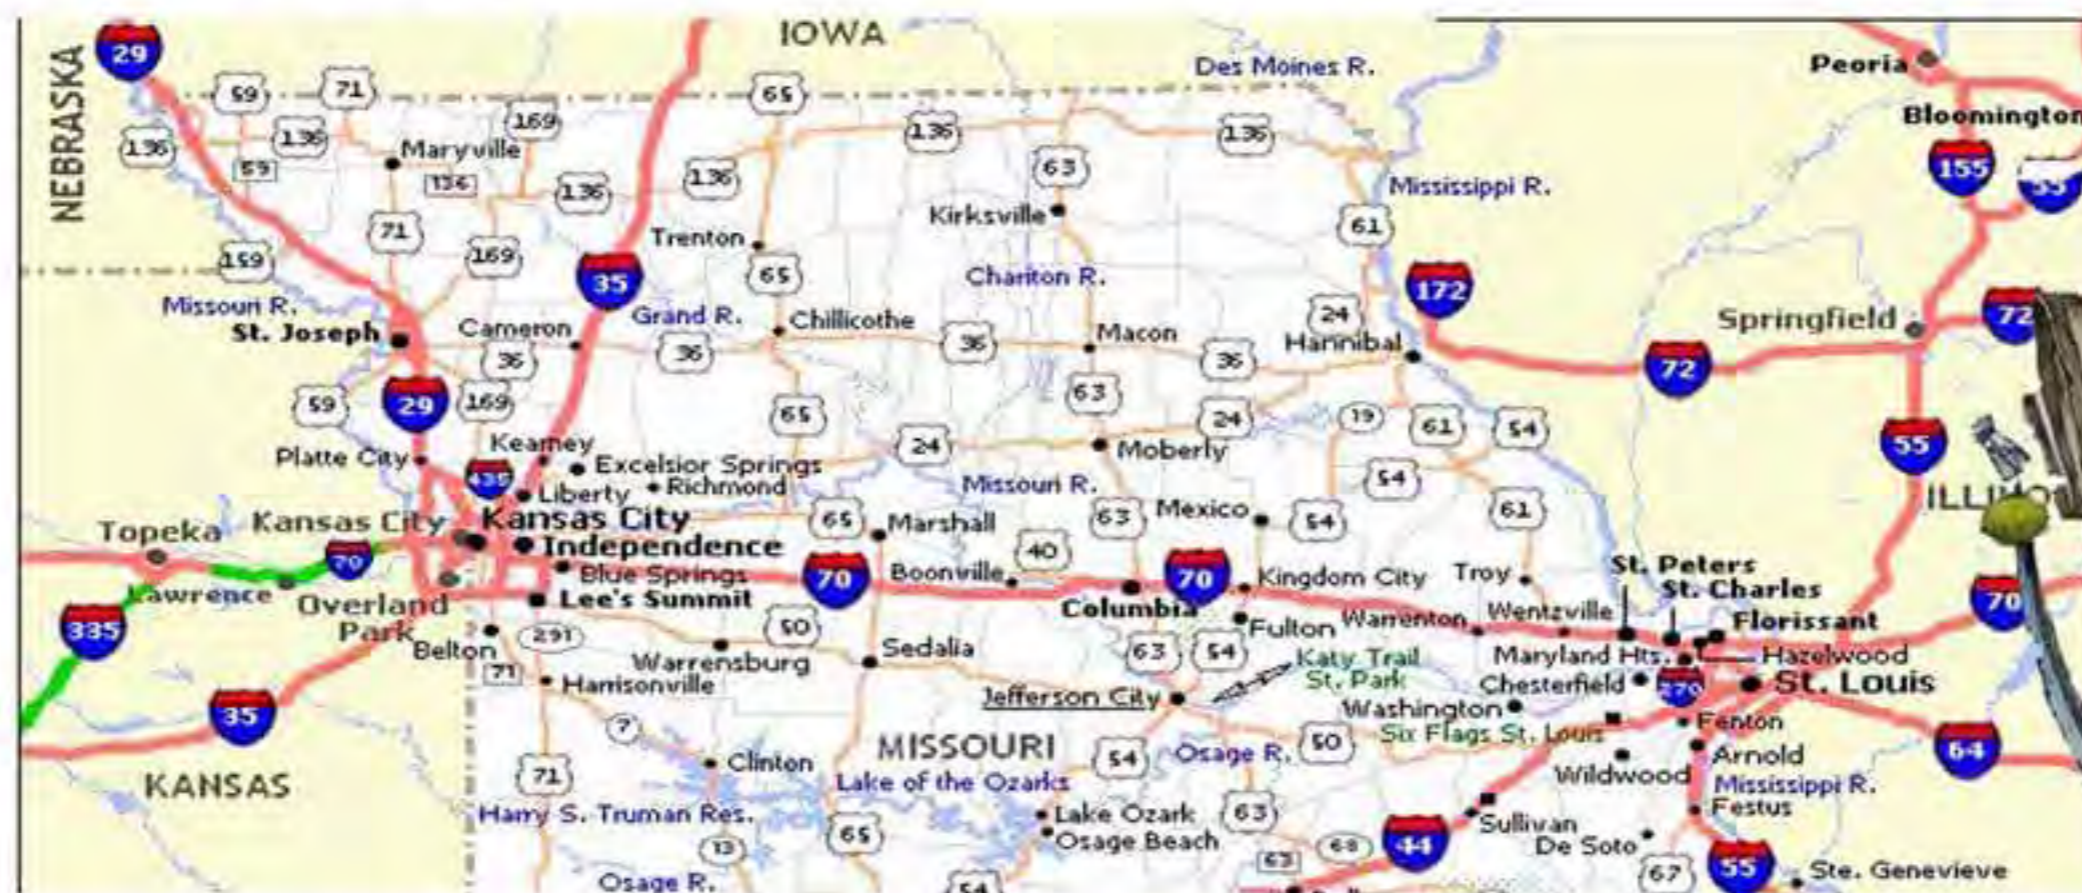 IOWA
NEBRASKA
29
Des Moines R.
Peoria
59
71
65
Bloomington
169
136
136
136
136
63
155
55
Maryville
59
136
136
136
Mississippi R.
Kirksville
61
71
Trenton
159
169
35
65
Chariton R.
172
Missouri R.
Grand R.
24
Springfield
72
St. Joseph
Cameron
Chillicothe
Macon
Hannibal
36
36
36
36
72
59
29
169
63
65
24
19
61
54
Kearney
24
Moberly
55
Platte City
Excelsior Springs
435
Richmond
Missouri R.
54
Liberty
Topeka
Kansas City
Kansas City
65
Marshall
63
Mexico
54
61
Independence
40
70
Blue Springs
70
Boonville
70
Kingdom City
Troy
St. Peters
Lawrence
Overland
Park
Lee's Summit
Columbia
St. Charles
335
70
Fulton
Warrenton
Wentzville
Florissant
Belton
291
50
Sedalia
63
54
Katy Trail
St. Park
Maryland Hts.
Hazelwood
71
Warrensburg
Harrisonville
Jefferson City
Chesterfield
270
St. Louis
35
7
Washington
Fenton
MISSOURI
Osage R.
50
Six Flags St. Louis
64
Clinton
54
Arnold
KANSAS
71
Lake of the Ozarks
Wildwood
Mississippi R.
Harry S. Truman Res.
Lake Ozark
63
Festus
65
Osage Beach
Sullivan
13
63
68
44
De Soto
55
Osage R.
54
67
Ste. Genevieve